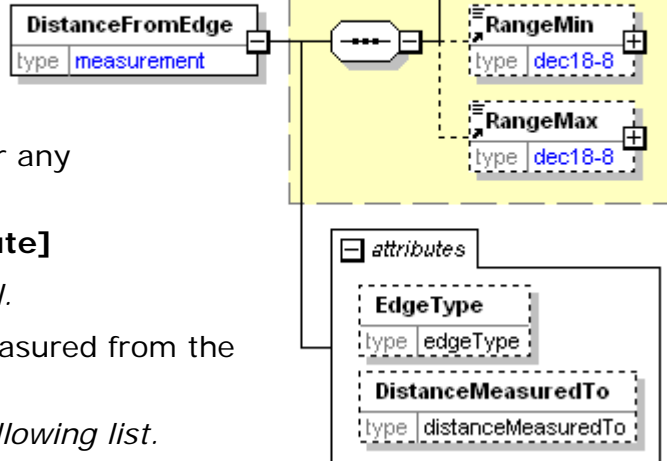 DistanceFromEdge
type measurement
RangeMin
type dec18-8
RangeMax
type dec18-8
any
ute]
asured from the
llowing list.
attributes
EdgeType
type edgeType
DistanceMeasuredTo
type distanceMeasuredTo